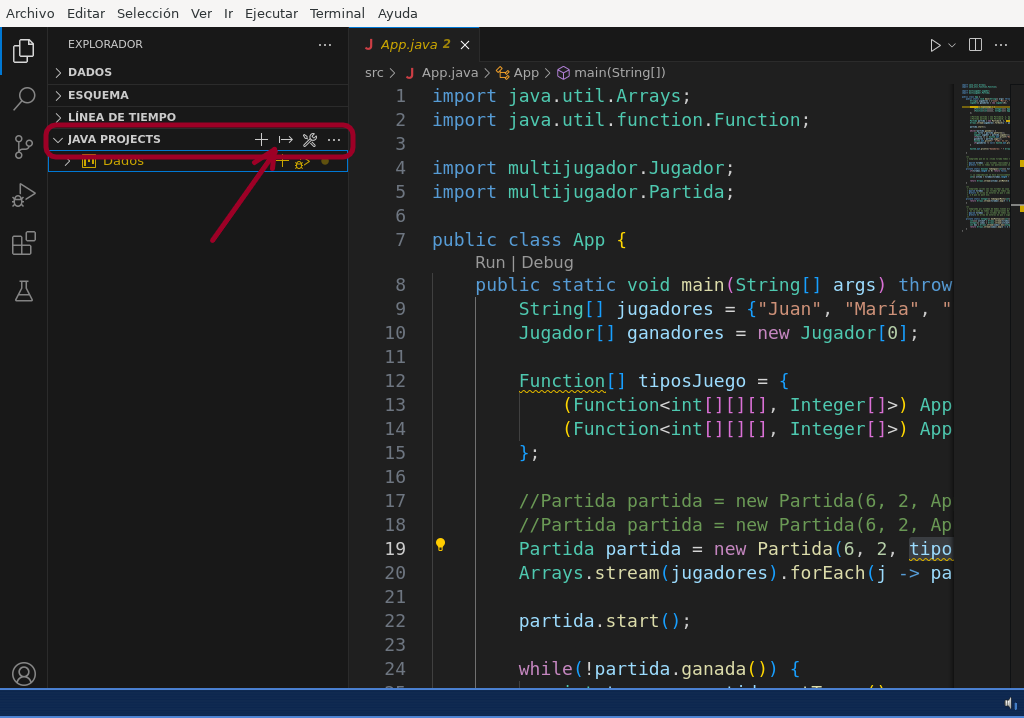 Archivo Editar Selección Ver Ir Ejecutar Terminal Ayuda
EXPLORADOR
DADOS
ESQUEMA
LÍNEA DE TIEMPO
JAVA PROJECTS
Dados
App.java 2
src > App.java > App > main(String[])
1 import java.util.Arrays;
2 import java.util.function.Function;
3
4 import multijugador.Jugador;
5 import multijugador.Partida;
6
7 public class App {
Run | Debug
8 public static void main(String[] args) throw
9 String[] jugadores = {"Juan", "María", "
10 Jugador[] ganadores = new Jugador[0];
11
12 Function[] tiposJuego = {
13 (Function<int[][][], Integer[]>) App
14 (Function<int[][][], Integer[]>) App
15 };
16
17 //Partida partida = new Partida(6, 2, Ap
18 //Partida partida = new Partida(6, 2, Ap
19 Partida partida = new Partida(6, 2, tipo
20 Arrays.stream(jugadores).forEach(j -> pa
21
22 partida.start();
23
24 while(!partida.ganada()) {